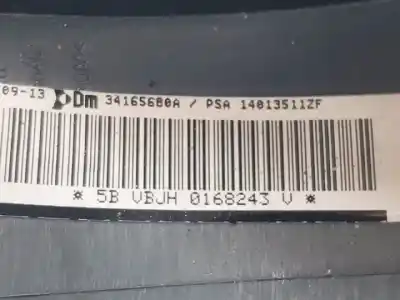 09-13 Dm 34165680A / PSA 14013511ZF
* 5B VBJH 0168243 V *